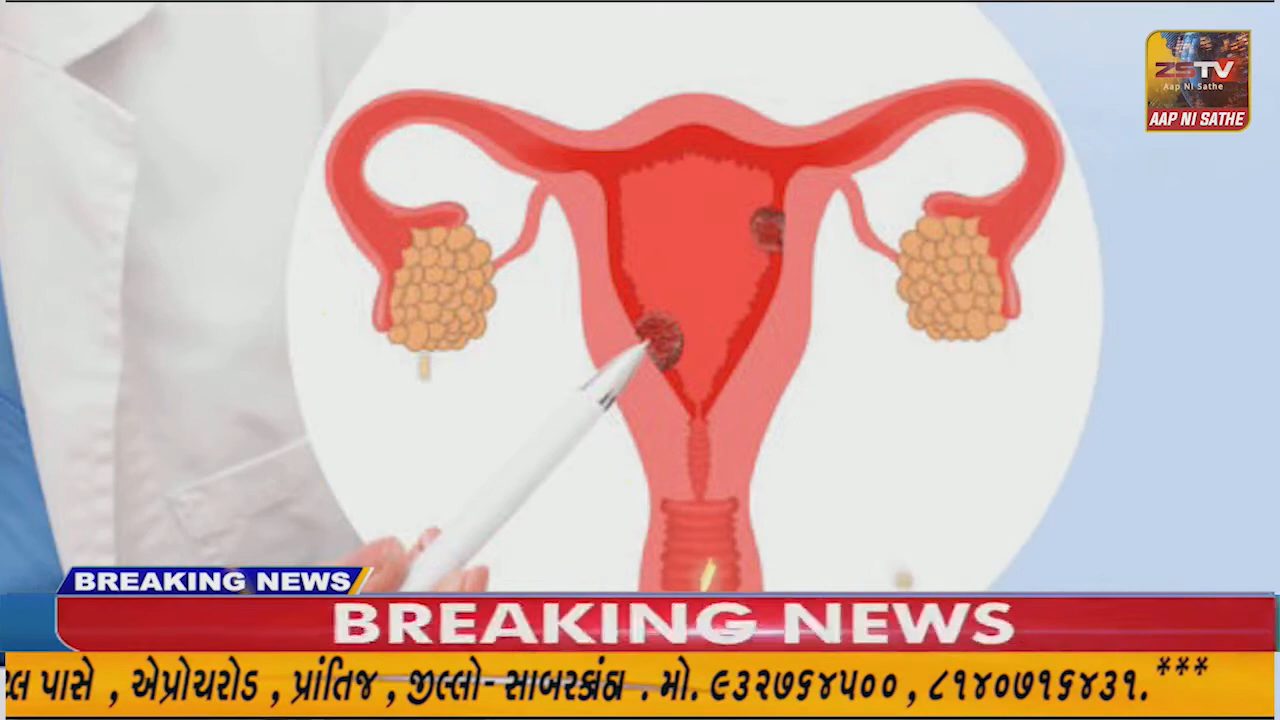 ZSTV
Aap Ni Sathe
AAP NI SATHE
BREAKING NEWS
BREAKING NEWS
પાસે , એપ્રોચરોડ , પ્રાંતિજ , જીલ્લો- સાબરકાંઠા . મો. ૯૩૨૭૬૪૫૦૦ , ૮૧૪૦૭૧૬૪૩૧.***